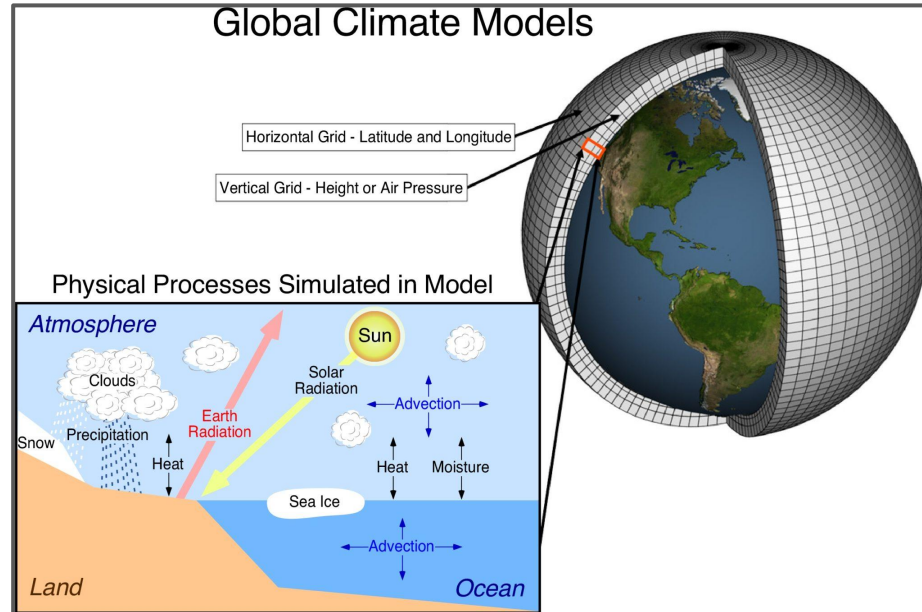 Global Climate Models
Horizontal Grid - Latitude and Longitude
Vertical Grid - Height or Air Pressure
Physical Processes Simulated in Model
Atmosphere
Sun
Clouds
Solar
Radiation
Earth
Radiation
Advection
Snow
Precipitation
Heat
Heat
Moisture
Sea Ice
Advection
Land
Ocean